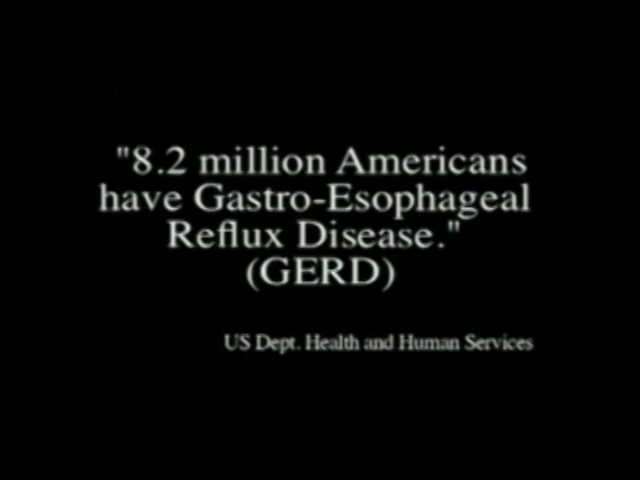 "8.2 million Americans
have Gastro-Esophageal
Reflux Disease."
(GERD)
US Dept. Health and Human Services